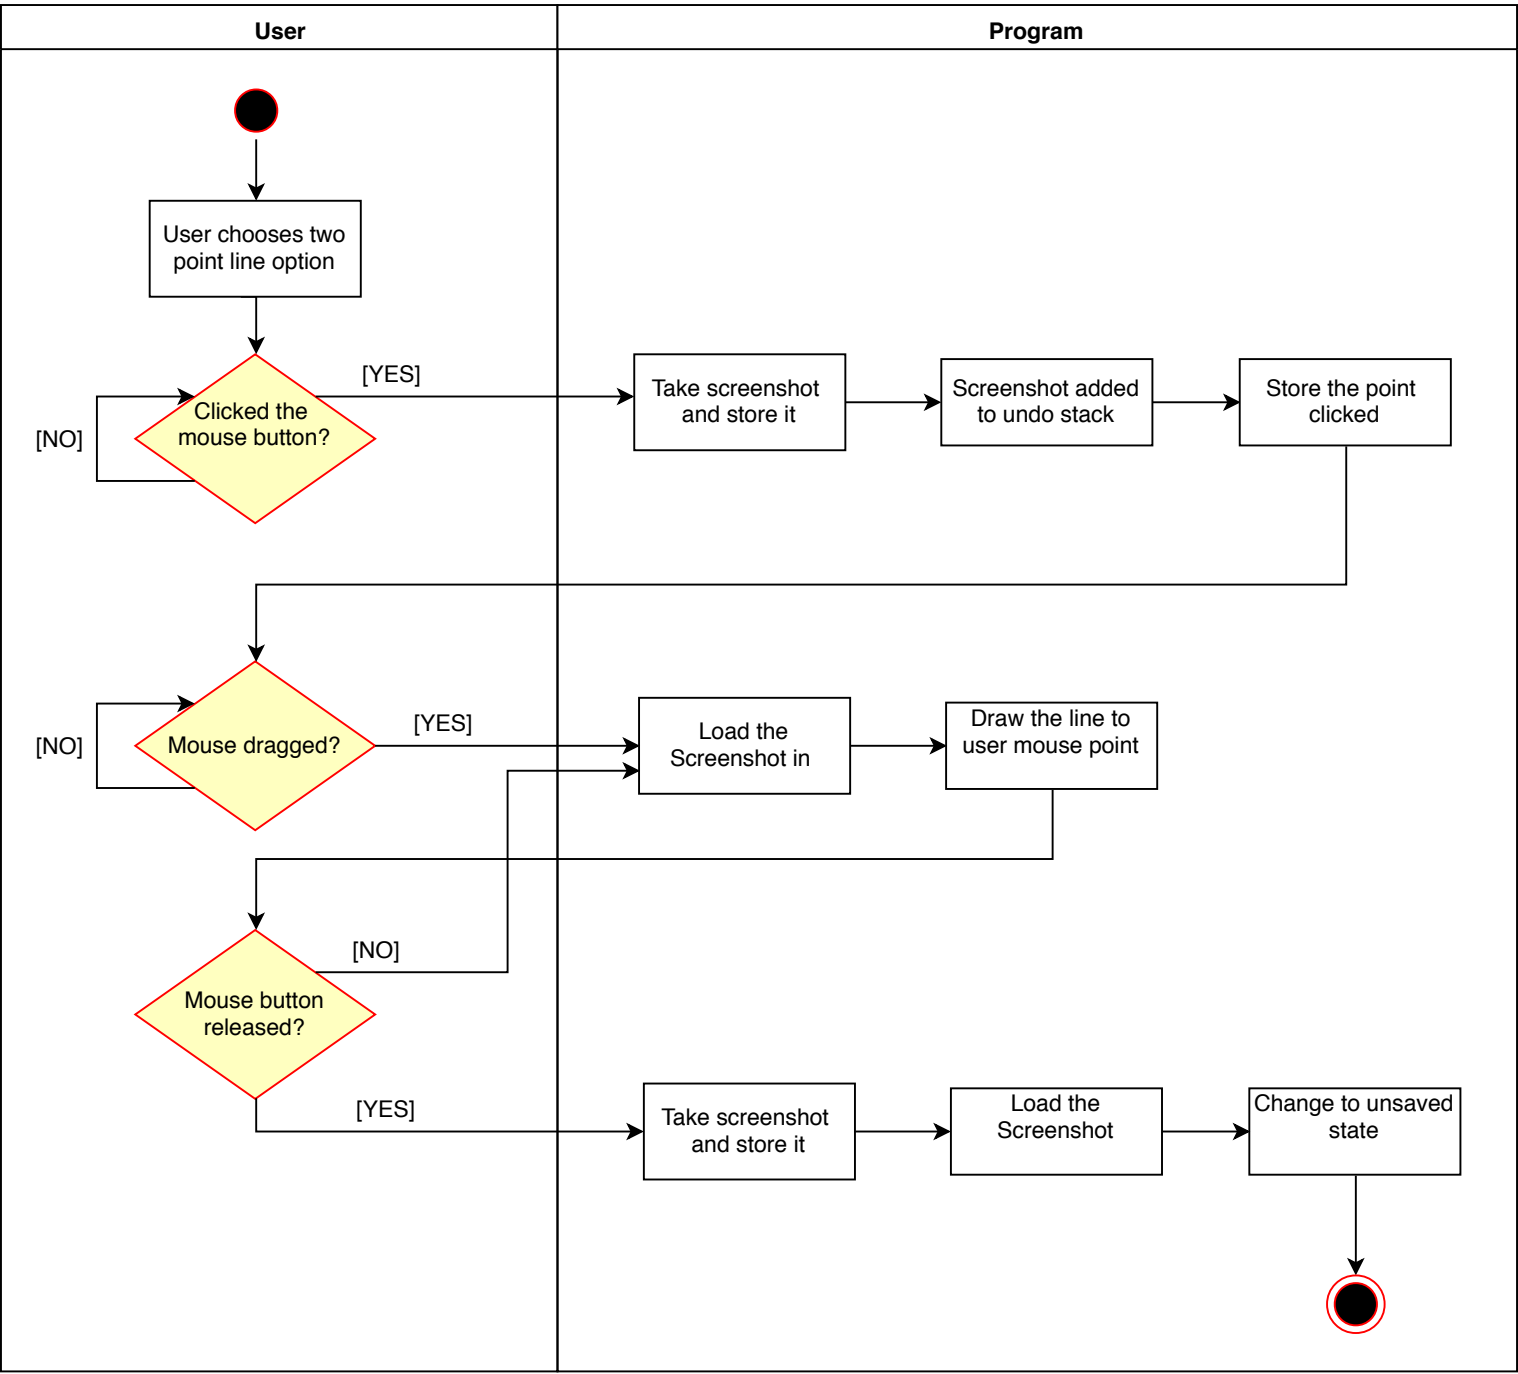 User
Program
User chooses two
point line option
[YES]
Clicked the
mouse button?
[NO]
Take screenshot
and store it
Screenshot added
to undo stack
Store the point
clicked
[YES]
Mouse dragged?
[NO]
Load the
Screenshot in
Draw the line to
user mouse point
[NO]
Mouse button
released?
[YES]
Take screenshot
and store it
Load the
Screenshot
Change to unsaved
state